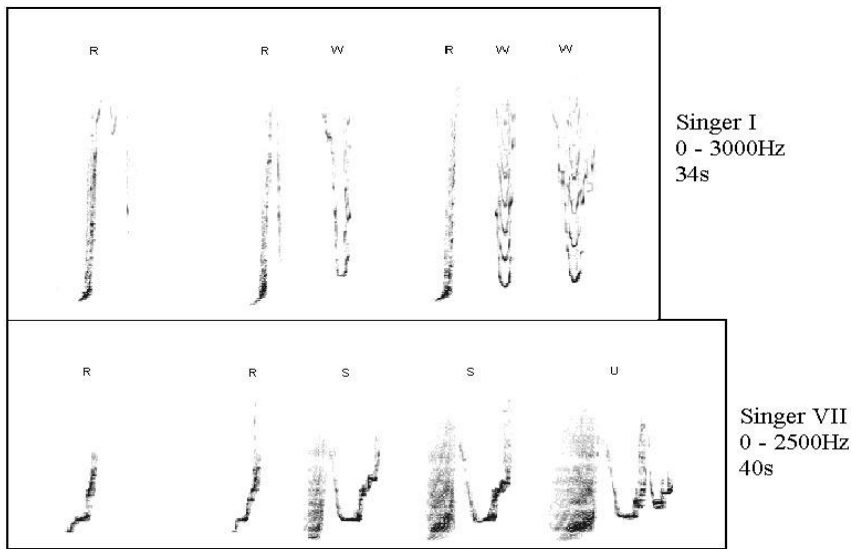 R R W R W W
Singer I
0 - 3000Hz
34s
R R S S U
Singer VII
0 - 2500Hz
40s